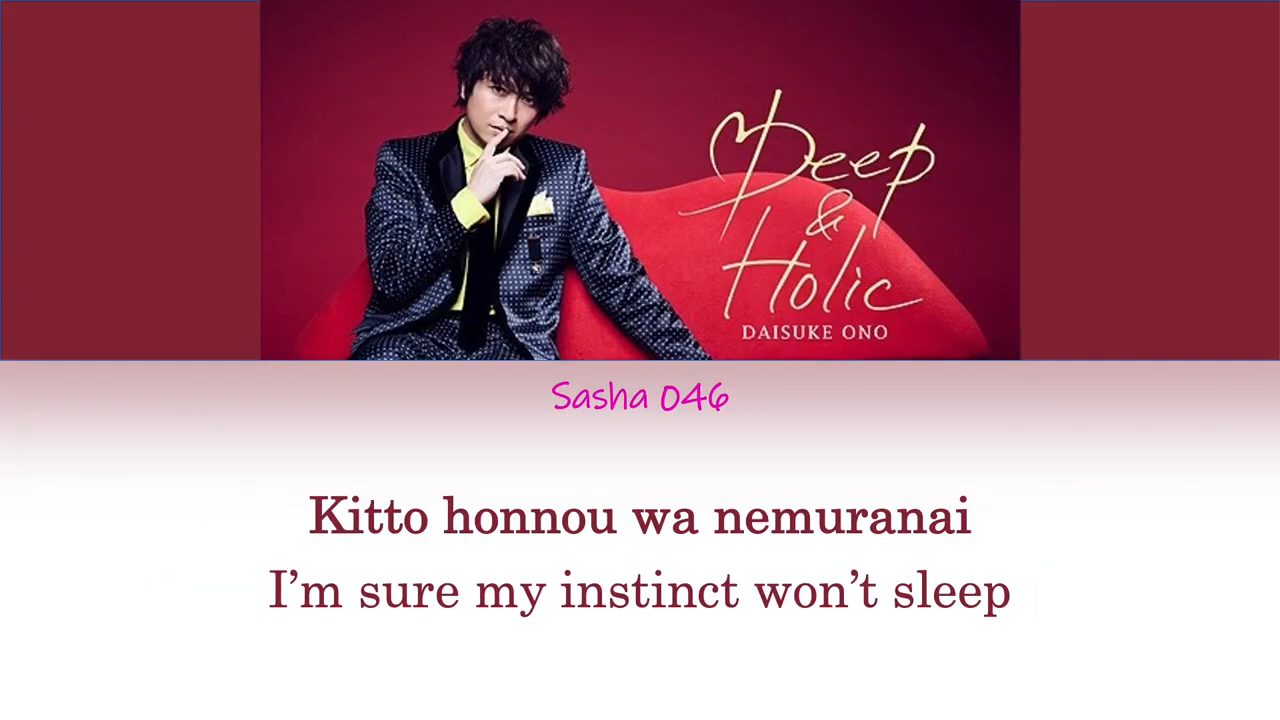 Deep
&
Holic
DAISUKE ONO
Sasha 046
Kitto honnou wa nemuranai
I’m sure my instinct won’t sleep